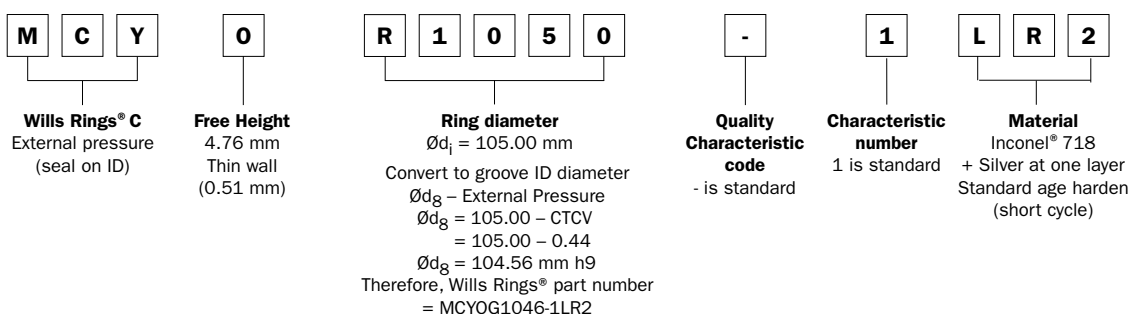 M C Y O R 1 0 5 0 - 1 L R 2
Wills Rings® C
External pressure
(seal on ID)
Free Height
4.76 mm
Thin wall
(0.51 mm)
Ring diameter
Ødi = 105.00 mm
Convert to groove ID diameter
Ød8 – External Pressure
Ød8 = 105.00 – CTCV
= 105.00 – 0.44
Ød8 = 104.56 mm h9
Therefore, Wills Rings® part number
= MCYOG1046-1LR2
Quality
Characteristic
code
- is standard
Characteristic
number
1 is standard
Material
Inconel® 718
+ Silver at one layer
Standard age harden
(short cycle)